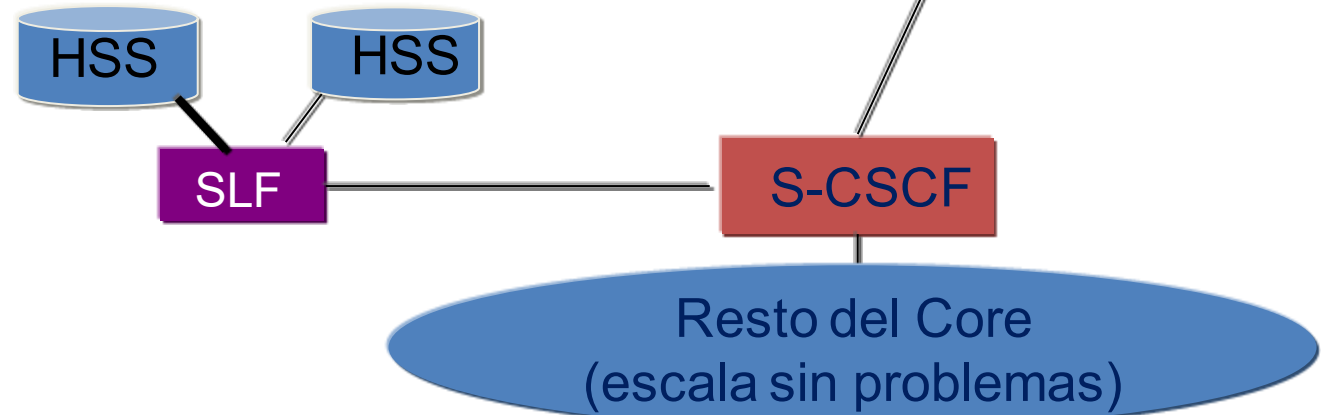 HSS
HSS
SLF
S-CSCF
Resto del Core
(escala sin problemas)